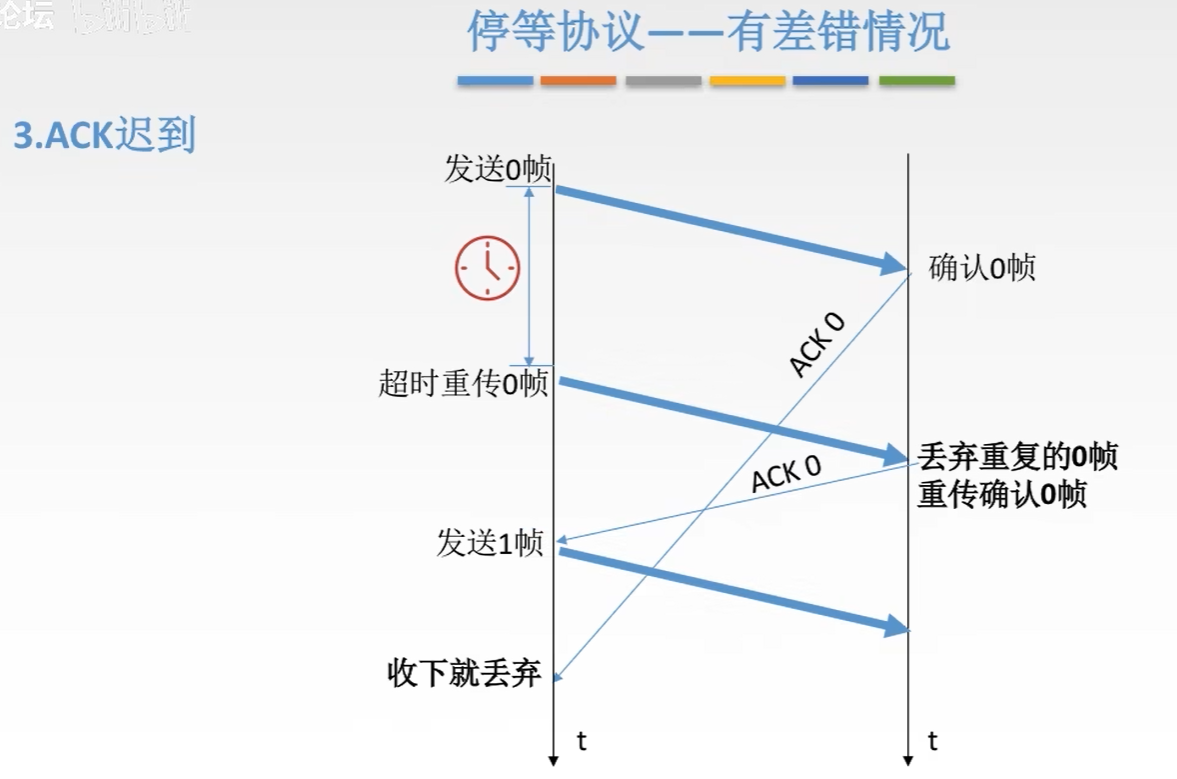 论坛 bilibili
停等协议——有差错情况
3.ACK迟到
发送0帧
确认0帧
ACK 0
超时重传0帧
丢弃重复的0帧
重传确认0帧
ACK 0
发送1帧
收下就丢弃
t
t